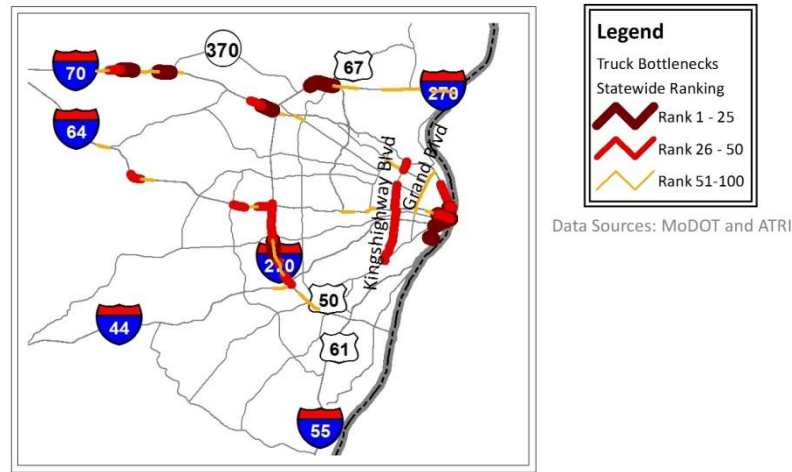 370
67
70
270
64
Kingshighway Blvd
Grand Blvd
270
50
44
61
55
Legend
Truck Bottlenecks
Statewide Ranking
Rank 1 - 25
Rank 26 - 50
Rank 51-100
Data Sources: MoDOT and ATRI